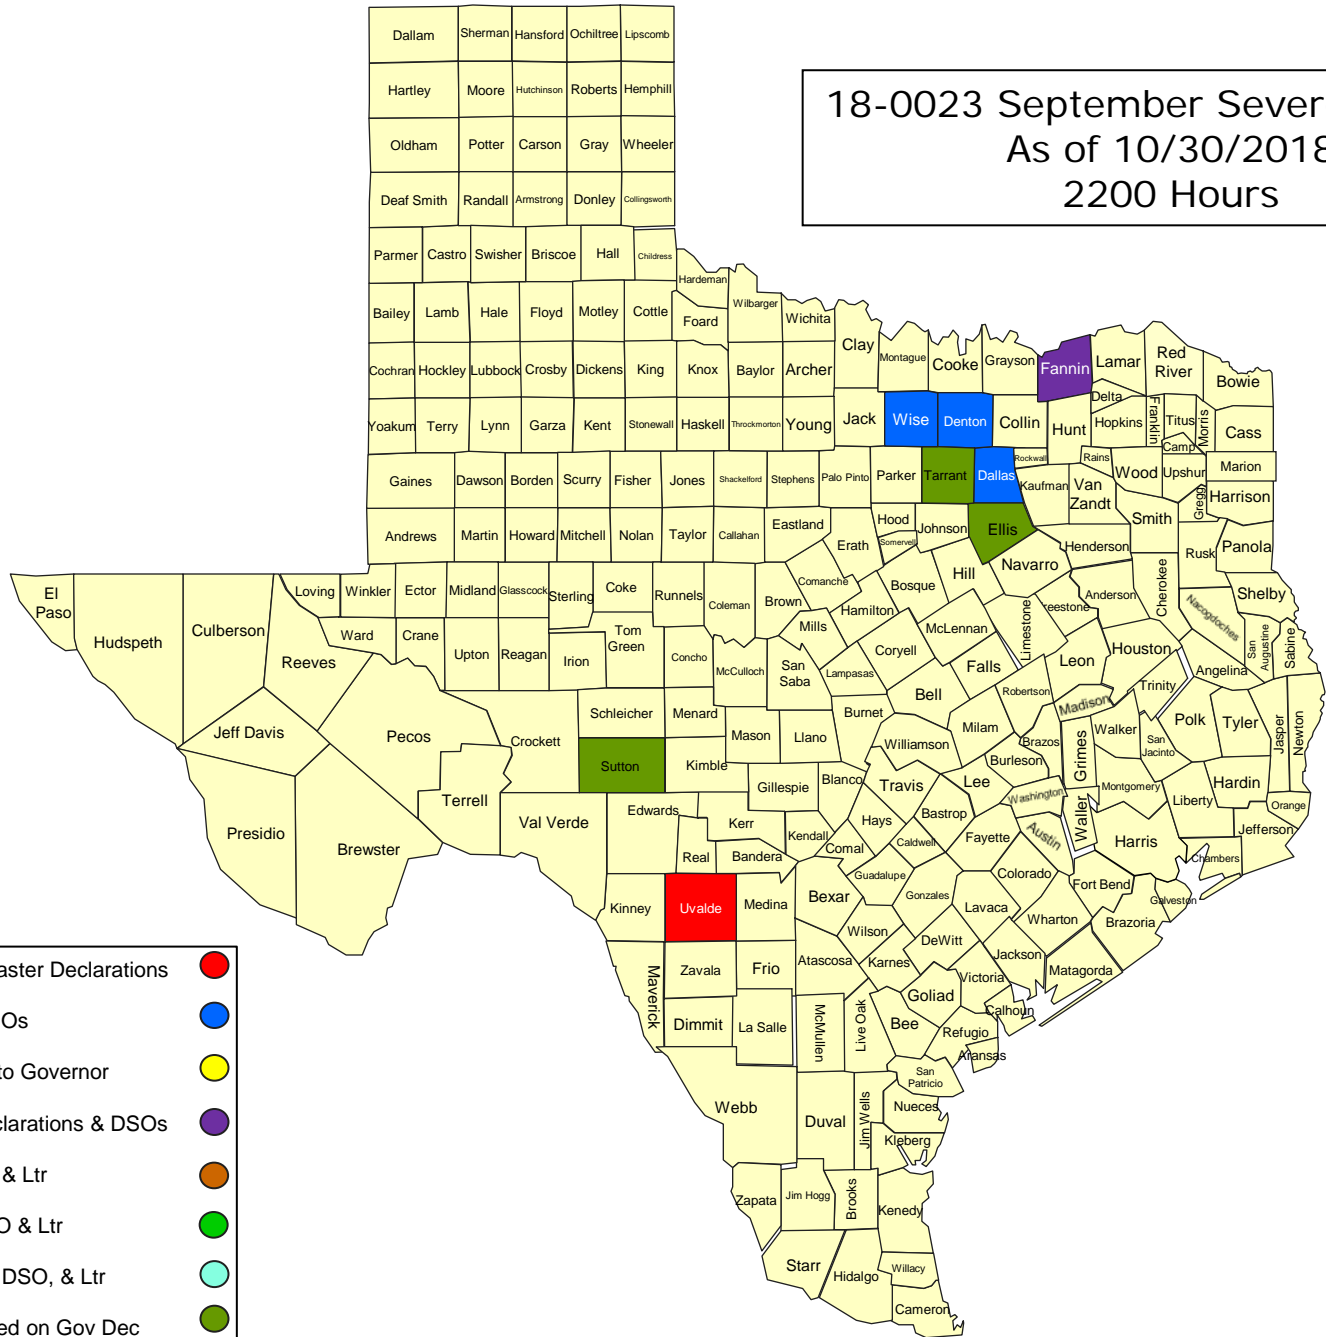 Dallam Sherman Hansford Ochiltree Lipscomb
Hartley Moore Hutchinson Roberts Hemphill
18-0023 September Sever
As of 10/30/2018
2200 Hours
Oldham Potter Carson Gray Wheeler
Deaf Smith Randall Armstrong Donley Collingsworth
Parmer Castro Swisher Briscoe Hall Childress
Hardeman
Bailey Lamb Hale Floyd Motley Cottle Foard Wilbarger Wichita
Clay Montague Cooke Grayson Fannin Lamar Red River Bowie
Cochran Hockley Lubbock Crosby Dickens King Knox Baylor Archer
Delta
Yoakum Terry Lynn Garza Kent Stonewall Haskell Throckmorton Young Jack Wise Denton Collin Hunt Hopkins Franklin Titus Morris Cass
Camp
Rockwall Rains
Gaines Dawson Borden Scurry Fisher Jones Shackelford Stephens Palo Pinto Parker Tarrant Dallas Kaufman Van Zandt Wood Upshur Marion
Gregg Harrison
Andrews Martin Howard Mitchell Nolan Taylor Callahan Eastland Erath Hood Somervell Johnson Ellis Henderson Smith Rusk Panola
El Paso Hudspeth Culberson Loving Winkler Ector Midland Glasscock Sterling Coke Runnels Coleman Brown Comanche Hamilton Bosque Hill Navarro Anderson Cherokee Nacogdoches Shelby
Reeves Ward Crane Upton Reagan Irion Tom Green Concho McCulloch San Saba Mills Lampasas Coryell McLennan Limestone reestone Falls Leon Houston Angelina San Augustine Sabine
Jeff Davis Pecos Crockett Schleicher Menard Mason Llano Burnet Bell Milam Robertson Madison Trinity Walker San Jacinto Polk Tyler Jasper Newton
Terrell Sutton Kimble Gillespie Blanco Williamson Travis Lee Burleson Brazos Grimes Washington Montgomery Liberty Hardin Orange
Presidio Brewster Val Verde Edwards Kerr Real Bandera Kendall Comal Hays Caldwell Bastrop Fayette Austin Waller Harris Jefferson Chambers
Kinney Uvalde Medina Bexar Guadalupe Gonzales Lavaca Colorado Wharton Fort Bend Brazoria Galveston
Maverick Zavala Frio Atascosa Wilson Karnes DeWitt Jackson Victoria Matagorda
Dimmit La Salle McMullen Live Oak Bee Goliad Refugio Calhoun Aransas
San Patricio
Webb Duval Jim Wells Nueces
Kleberg
Zapata Jim Hogg Brooks Kenedy
Starr Hidalgo Willacy
Cameron
aster Declarations
Os
to Governor
clarations & DSOs
& Ltr
O & Ltr
DSO, & Ltr
ed on Gov Dec